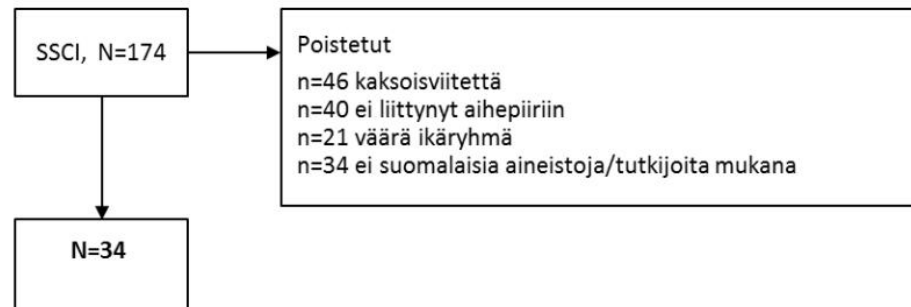 SSCI, N=174
Poistetut
n=46 kaksoisviitettä
n=40 ei liittynyt aihepiiriin
n=21 väärä ikäryhmä
n=34 ei suomalaisia aineistoja/tutkijoita mukana
N=34